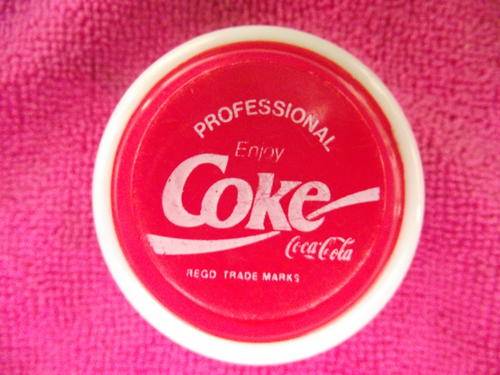 PROFESSIONAL
Enjoy
Coke
Coca-Cola
REGD TRADE MARKS